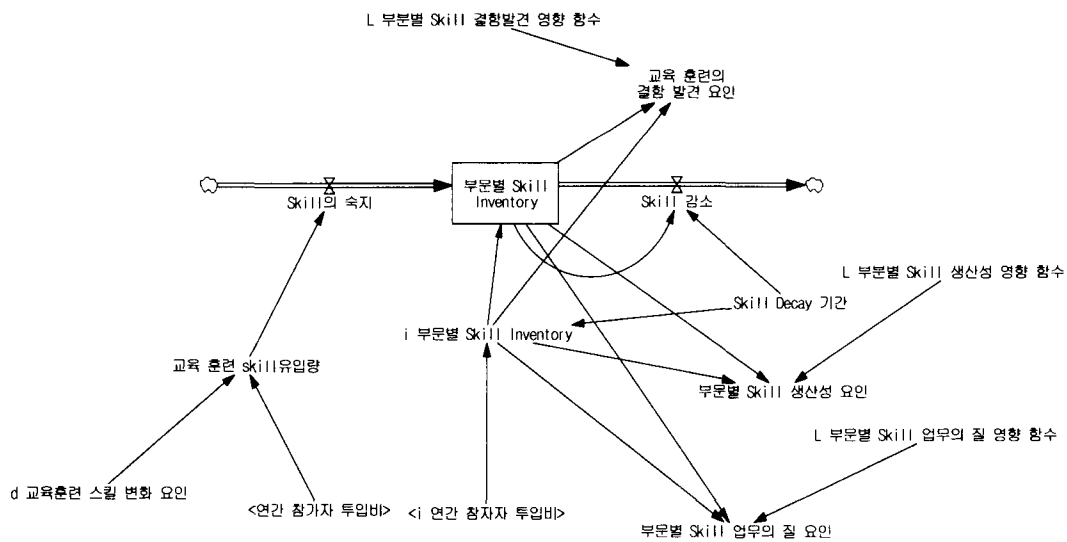 L 부문별 Skill 결함발견 영향 함수
교육 훈련의
결함 발견 요인
부문별 Skill
Inventory
Skill의 숙지
Skill 감소
L 부문별 Skill 생산성 영향 함수
Skill Decay 기간
i 부문별 Skill Inventory
교육 훈련 skill유입량
부문별 Skill 생산성 요인
L 부문별 Skill 업무의 질 영향 함수
d 교육훈련 스킬 변화 요인
<연간 참가자 투입비>
<i 연간 참자자 투입비>
부문별 Skill 업무의 질 요인